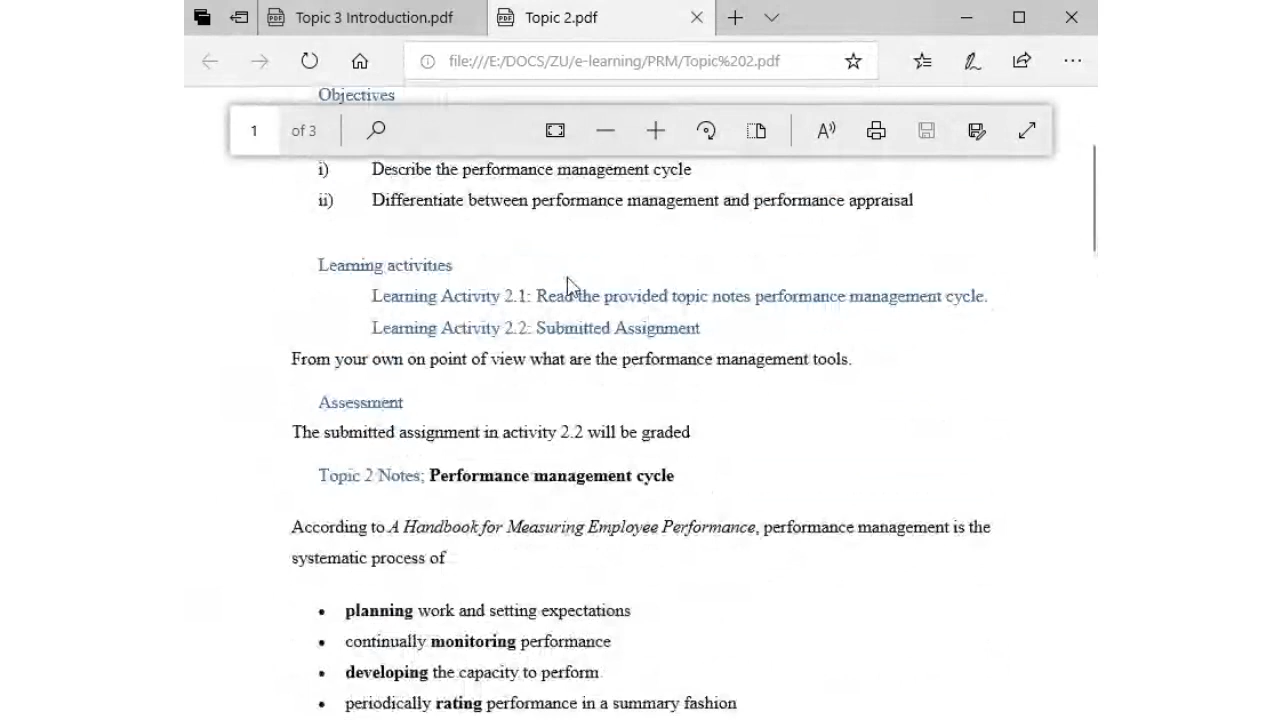 Topic 3 Introduction.pdf
Topic 2.pdf
file:///E:/DOCS/ZU/e-learning/PRM/Topic%202.pdf
Objectives
1 of 3
i) Describe the performance management cycle
ii) Differentiate between performance management and performance appraisal
Learning activities
Learning Activity 2.1: Read the provided topic notes performance management cycle.
Learning Activity 2.2: Submitted Assignment
From your own on point of view what are the performance management tools.
Assessment
The submitted assignment in activity 2.2 will be graded
Topic 2 Notes; Performance management cycle
According to A Handbook for Measuring Employee Performance, performance management is the
systematic process of
• planning work and setting expectations
• continually monitoring performance
• developing the capacity to perform
• periodically rating performance in a summary fashion